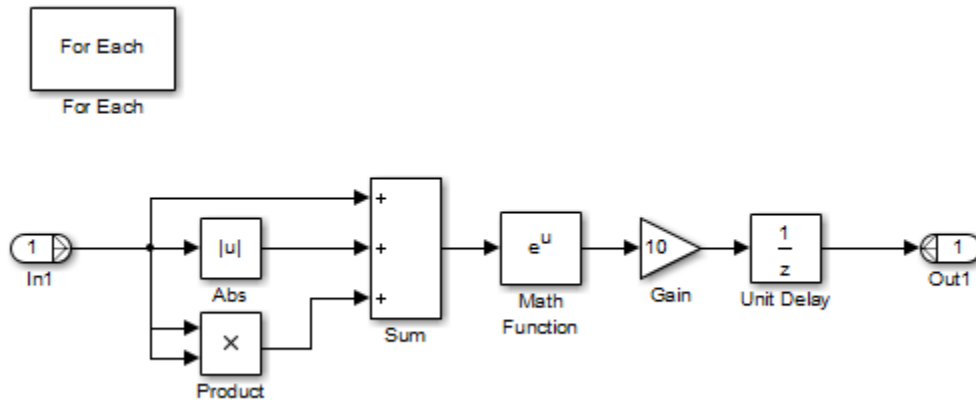 For Each
For Each
+
1
In1
|u|
Abs
+
e^u
Math
Function
10
Gain
1
z
Unit Delay
1
Out1
+
Sum
×
Product